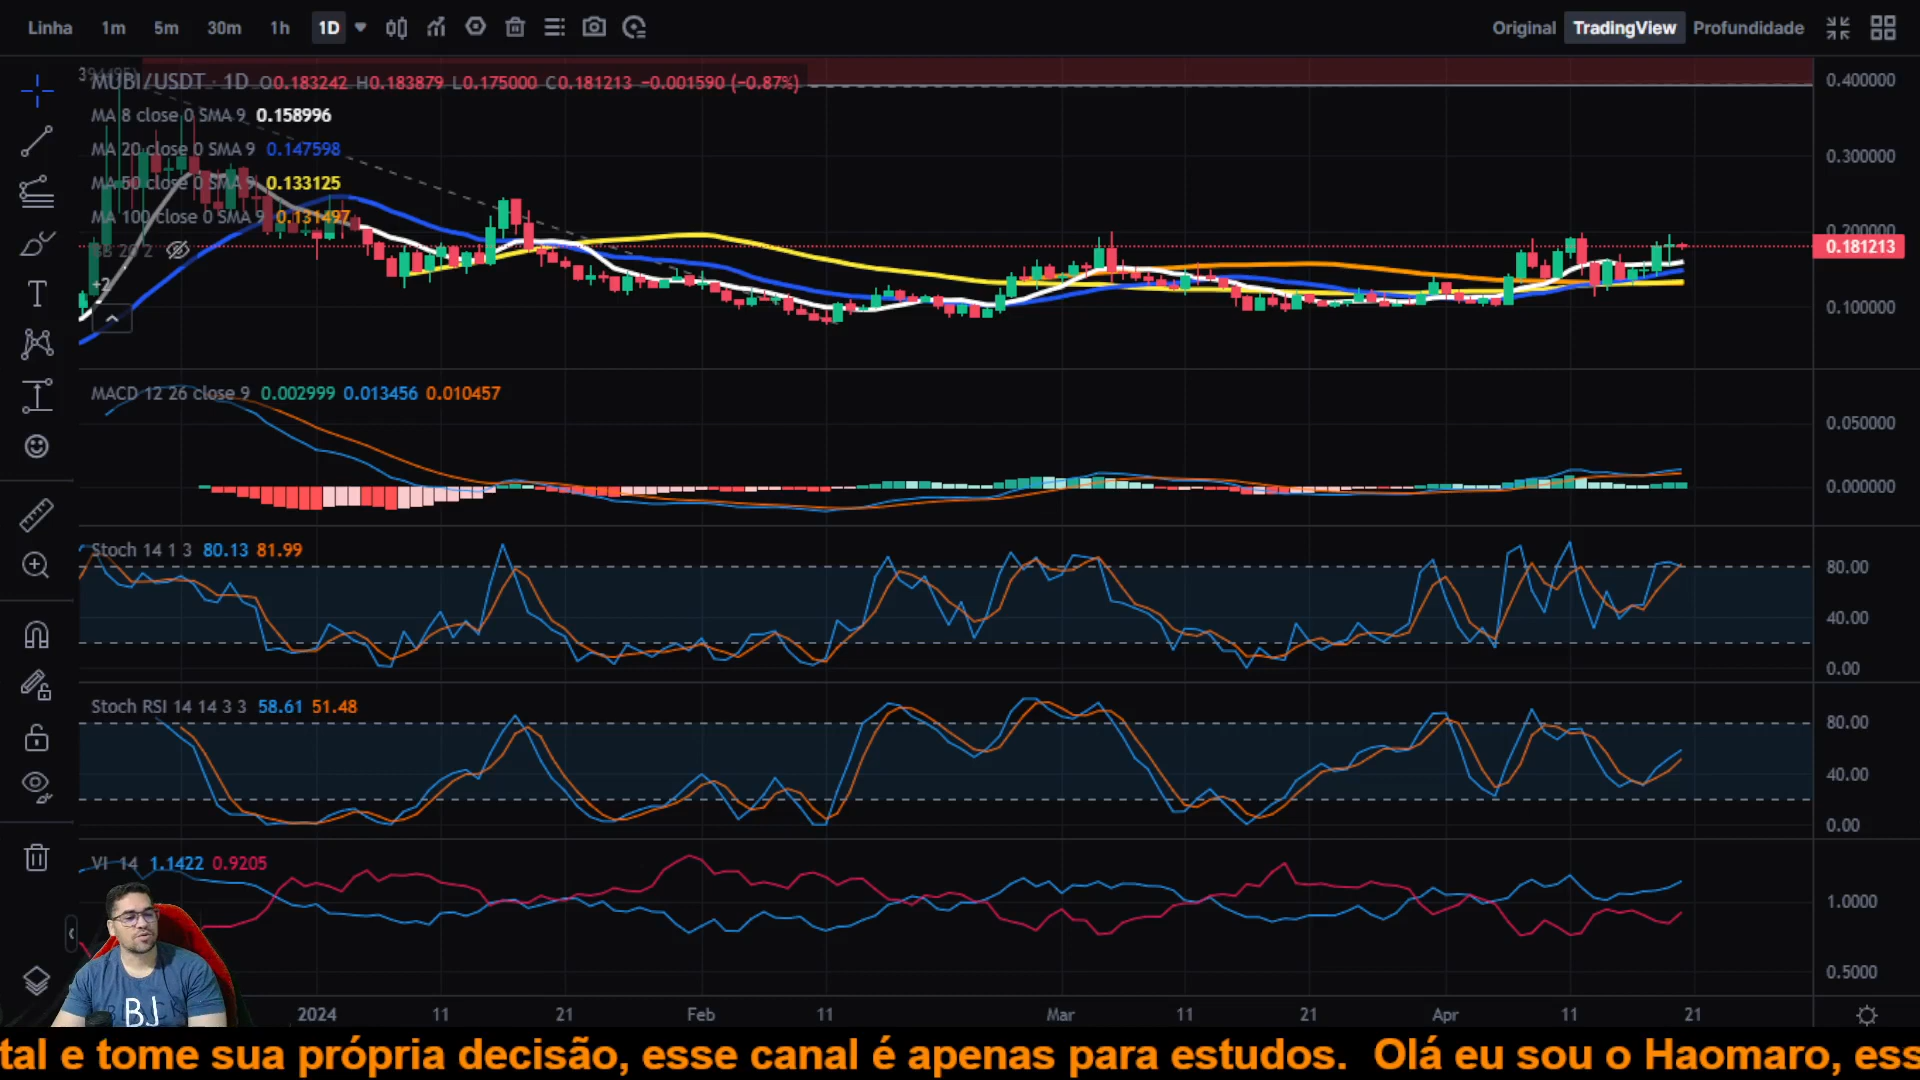 Linha 1m 5m 30m 1h 1D Original TradingView Profundidade
MUBI/USDT · 1D O0.183242 H0.183879 L0.175000 C0.181213 −0.001590 (−0.87%)
MA 8 close 0 SMA 9 0.158996
MA 20 close 0 SMA 9 0.147598
MA 50 close 0 SMA 9 0.133125
MA 100 close 0 SMA 9 0.131497
BB 20 2
+2
0.400000
0.300000
0.200000
0.181213
0.100000
MACD 12 26 close 9 0.002999 0.013456 0.010457
0.050000
0.000000
Stoch 14 1 3 80.13 81.99
80.00
40.00
0.00
Stoch RSI 14 14 3 3 58.61 51.48
80.00
40.00
0.00
VI 14 1.1422 0.9205
1.0000
0.5000
BJ
2024 11 21 Feb 11 Mar 11 21 Apr 11 21
tal e tome sua própria decisão, esse canal é apenas para estudos. Olá eu sou o Haomaro, ess